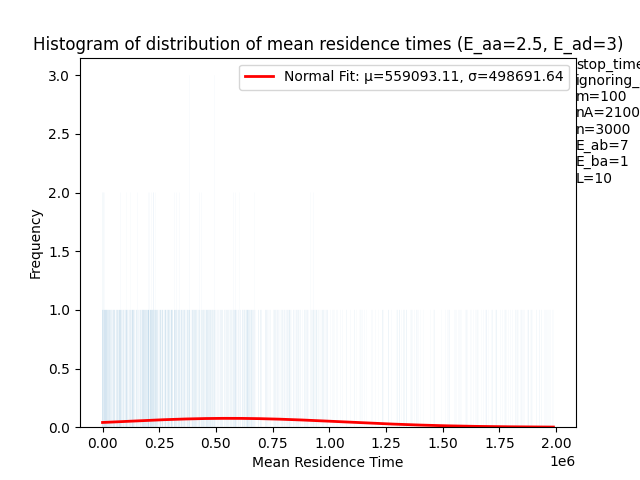 Histogram of distribution of mean residence times (E_aa=2.5, E_ad=3)
Normal Fit: μ=559093.11, σ=498691.64
stop_time
ignoring_
m=100
nA=2100
n=3000
E_ab=7
E_ba=1
L=10
Frequency
3.0
2.5
2.0
1.5
1.0
0.5
0.0
0.00 0.25 0.50 0.75 1.00 1.25 1.50 1.75 2.00
1e6
Mean Residence Time